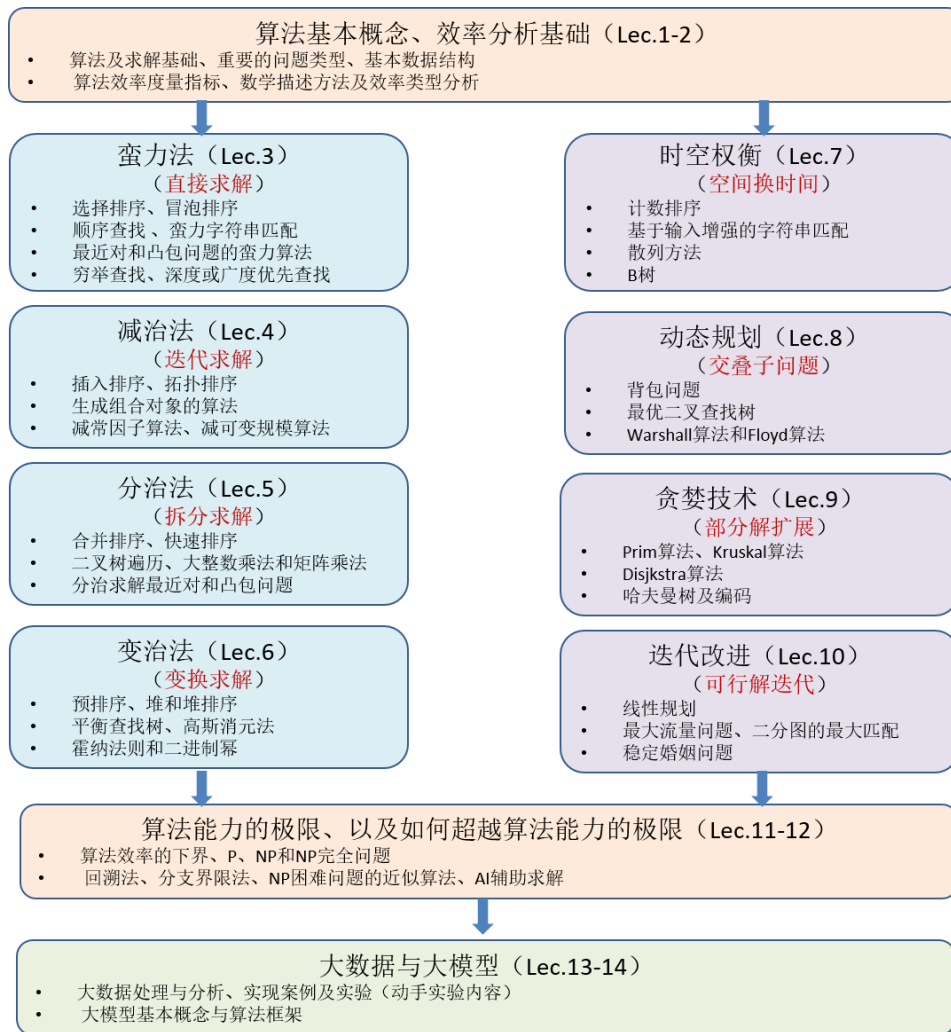 算法基本概念、效率分析基础（Lec.1-2）
• 算法及求解基础、重要的问题类型、基本数据结构
• 算法效率度量指标、数学描述方法及效率类型分析
蛮力法（Lec.3）
（直接求解）
• 选择排序、冒泡排序
• 顺序查找 、蛮力字符串匹配
• 最近对和凸包问题的蛮力算法
• 穷举查找、深度或广度优先查找
减治法（Lec.4）
（迭代求解）
• 插入排序、拓扑排序
• 生成组合对象的算法
• 减常因子算法、减可变规模算法
分治法（Lec.5）
（拆分求解）
• 合并排序、快速排序
• 二叉树遍历、大整数乘法和矩阵乘法
• 分治求解最近对和凸包问题
变治法（Lec.6）
（变换求解）
• 预排序、堆和堆排序
• 平衡查找树、高斯消元法
• 霍纳法则和二进制幂
时空权衡（Lec.7）
（空间换时间）
• 计数排序
• 基于输入增强的字符串匹配
• 散列方法
• B树
动态规划（Lec.8）
（交叠子问题）
• 背包问题
• 最优二叉查找树
• Warshall算法和Floyd算法
贪婪技术（Lec.9）
（部分解扩展）
• Prim算法、Kruskal算法
• Disjkstra算法
• 哈夫曼树及编码
迭代改进（Lec.10）
（可行解迭代）
• 线性规划
• 最大流量问题、二分图的最大匹配
• 稳定婚姻问题
算法能力的极限、以及如何超越算法能力的极限（Lec.11-12）
• 算法效率的下界、P、NP和NP完全问题
• 回溯法、分支界限法、NP困难问题的近似算法、AI辅助求解
大数据与大模型（Lec.13-14）
• 大数据处理与分析、实现案例及实验（动手实验内容）
• 大模型基本概念与算法框架